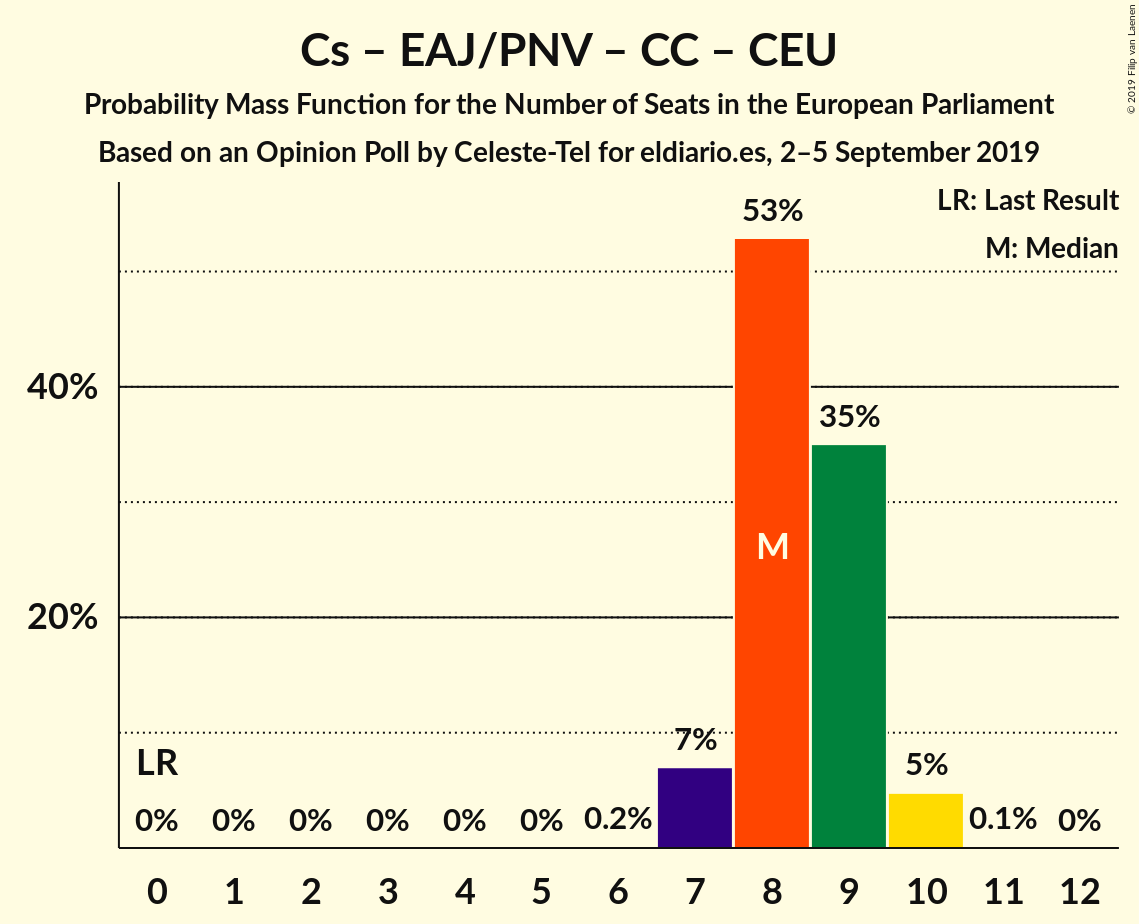 Cs – EAJ/PNV – CC – CEU
Probability Mass Function for the Number of Seats in the European Parliament
Based on an Opinion Poll by Celeste-Tel for eldiario.es, 2–5 September 2019
© 2019 Filip van Laenen
LR: Last Result
M: Median
53%
40%
35%
M
20%
7%
LR
5%
0% 0% 0% 0% 0% 0% 0.2% 0.1% 0%
0 1 2 3 4 5 6 7 8 9 10 11 12